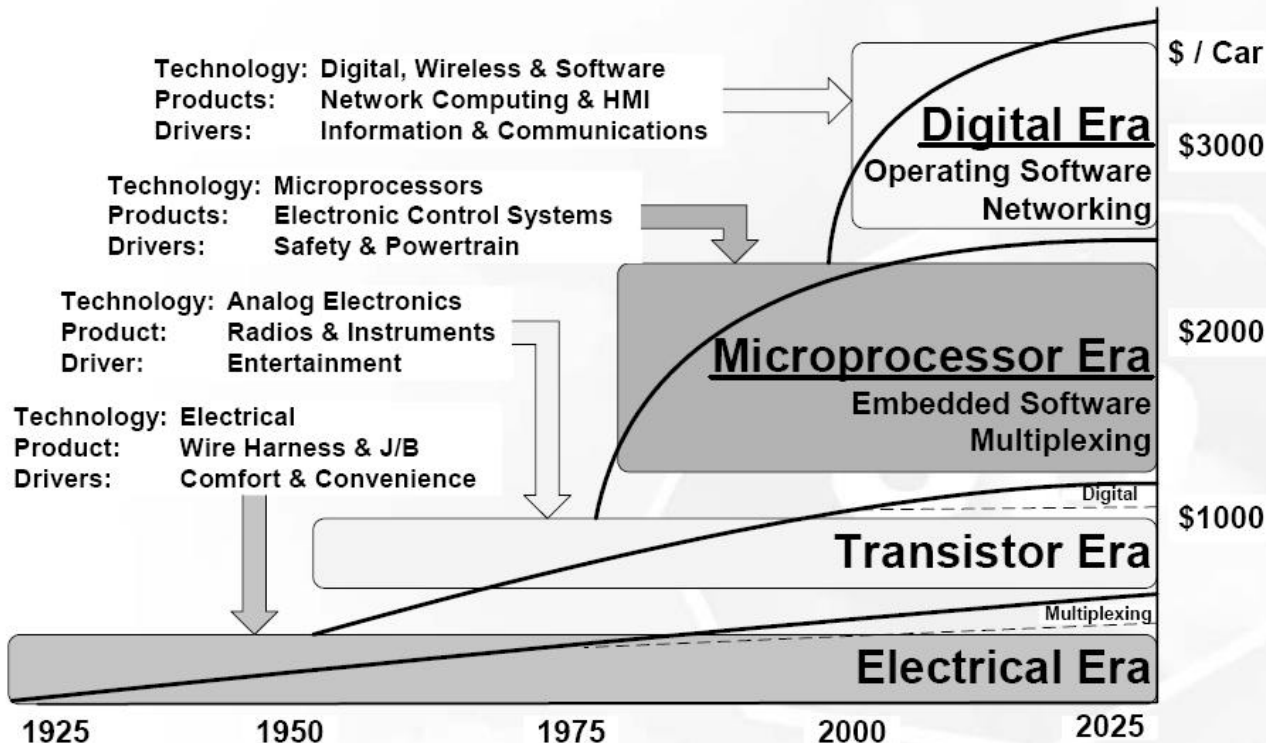 $ / Car
Technology: Digital, Wireless & Software
Products: Network Computing & HMI
Drivers: Information & Communications
Digital Era
Operating Software
Networking
$3000
Technology: Microprocessors
Products: Electronic Control Systems
Drivers: Safety & Powertrain
Technology: Analog Electronics
Product: Radios & Instruments
Driver: Entertainment
$2000
Microprocessor Era
Embedded Software
Multiplexing
Technology: Electrical
Product: Wire Harness & J/B
Drivers: Comfort & Convenience
Digital
$1000
Transistor Era
Multiplexing
Electrical Era
1925 1950 1975 2000 2025